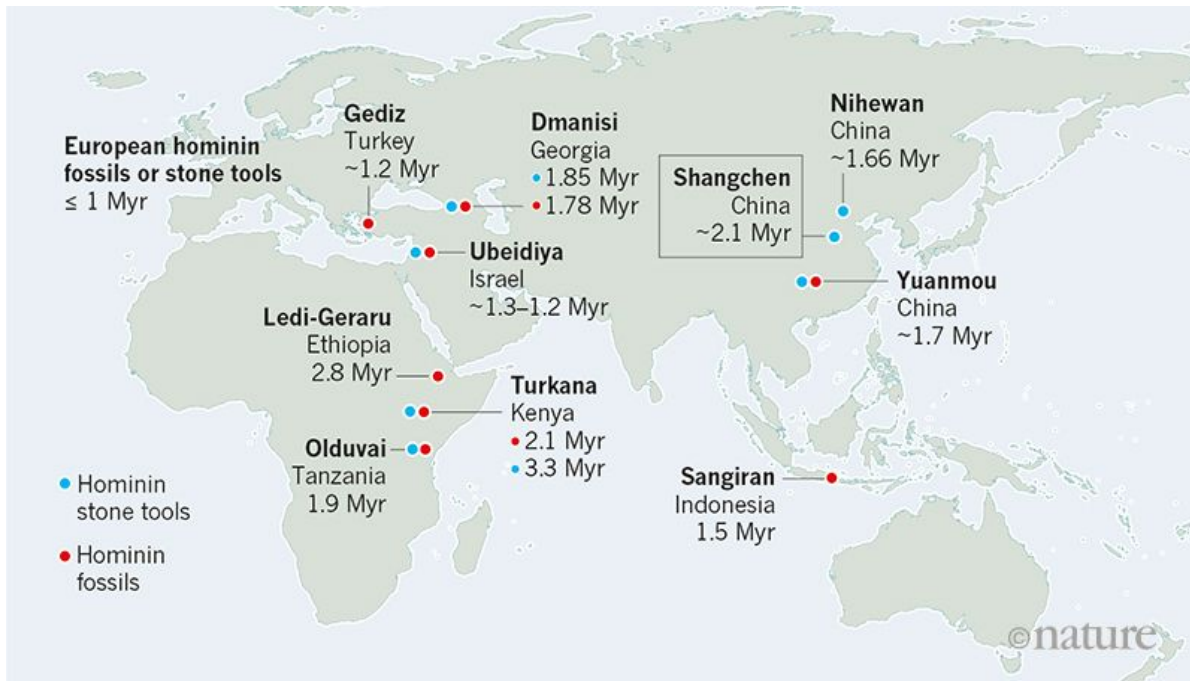 European hominin
fossils or stone tools
≤ 1 Myr
Gediz
Turkey
~1.2 Myr
Dmanisi
Georgia
1.85 Myr
1.78 Myr
Nihewan
China
~1.66 Myr
Shangchen
China
~2.1 Myr
Ubeidiya
Israel
~1.3–1.2 Myr
Yuanmou
China
~1.7 Myr
Ledi-Geraru
Ethiopia
2.8 Myr
Turkana
Kenya
2.1 Myr
3.3 Myr
Olduvai
Tanzania
1.9 Myr
Sangiran
Indonesia
1.5 Myr
Hominin
stone tools
Hominin
fossils
©nature